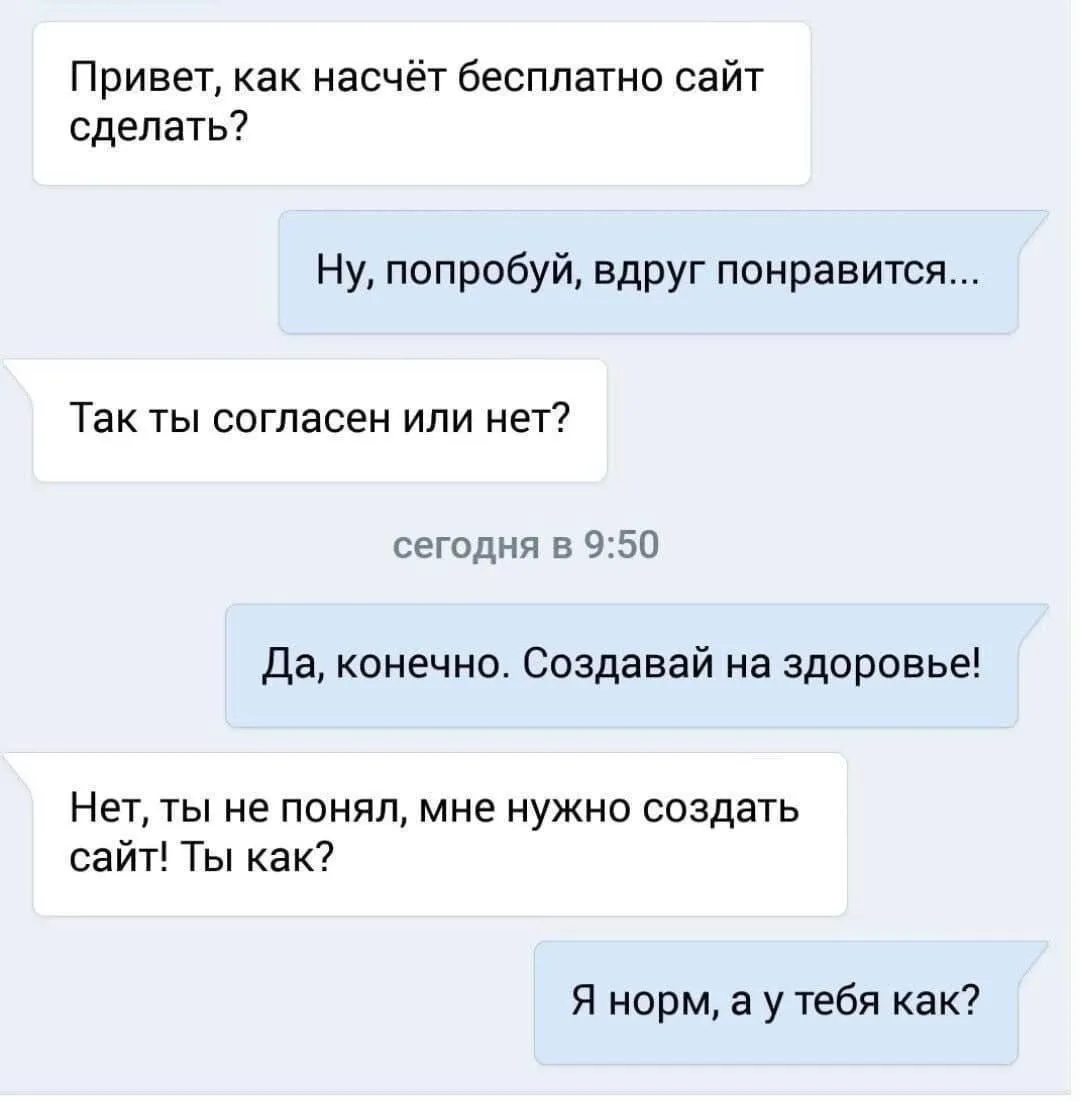 Привет, как насчёт бесплатно сайт
сделать?
Ну, попробуй, вдруг понравится...
Так ты согласен или нет?
сегодня в 9:50
Да, конечно. Создавай на здоровье!
Нет, ты не понял, мне нужно создать
сайт! Ты как?
Я норм, а у тебя как?